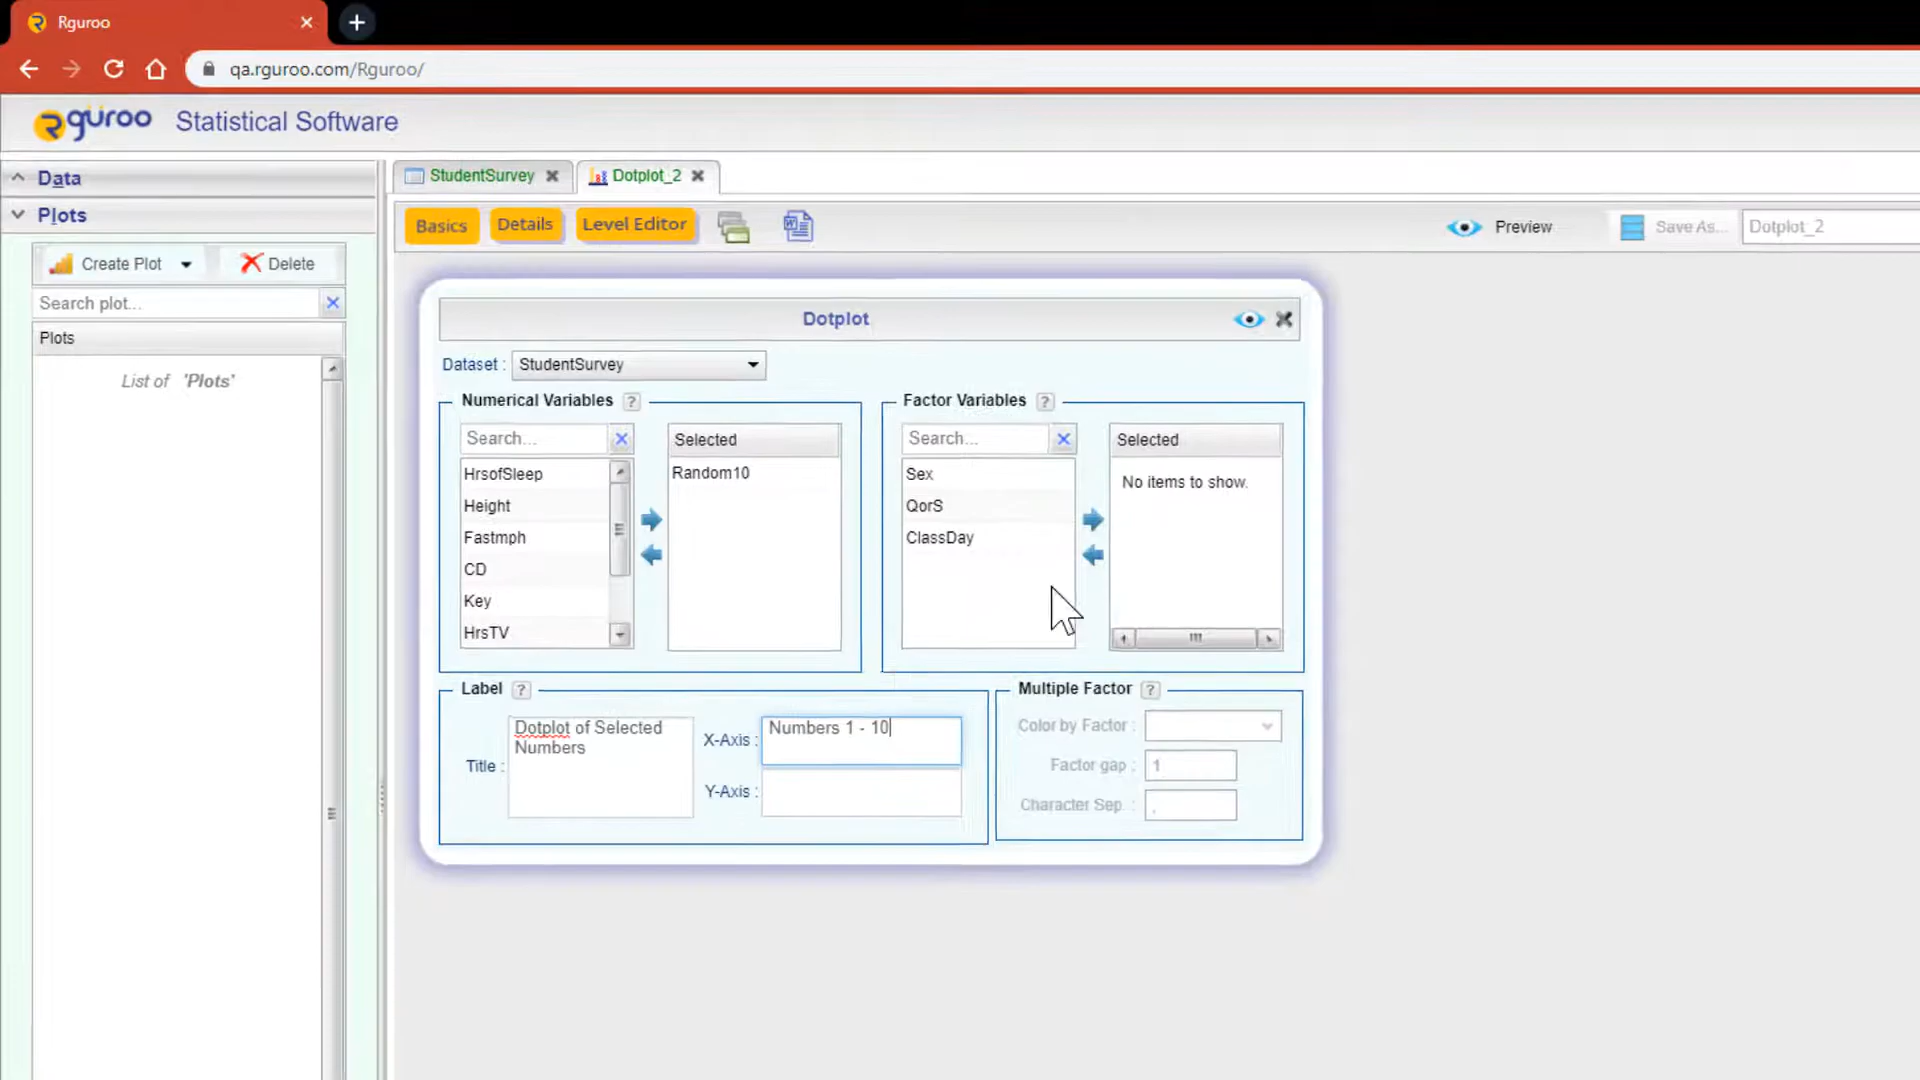 Rguroo
qa.rguroo.com/Rguroo/
Rguroo Statistical Software
Data
Plots
Create Plot
Delete
Search plot...
Plots
List of 'Plots'
StudentSurvey
Dotplot_2
Basics
Details
Level Editor
Preview
Save As...
Dotplot_2
Dotplot
Dataset :
StudentSurvey
Numerical Variables ?
Search...
HrsofSleep
Height
Fastmph
CD
Key
HrsTV
Selected
Random10
Factor Variables ?
Search...
Sex
QorS
ClassDay
Selected
No items to show.
Label ?
Title :
Dotplot of Selected
Numbers
X-Axis :
Numbers 1 - 10
Y-Axis :
Multiple Factor ?
Color by Factor :
Factor gap : 1
Character Sep. : .